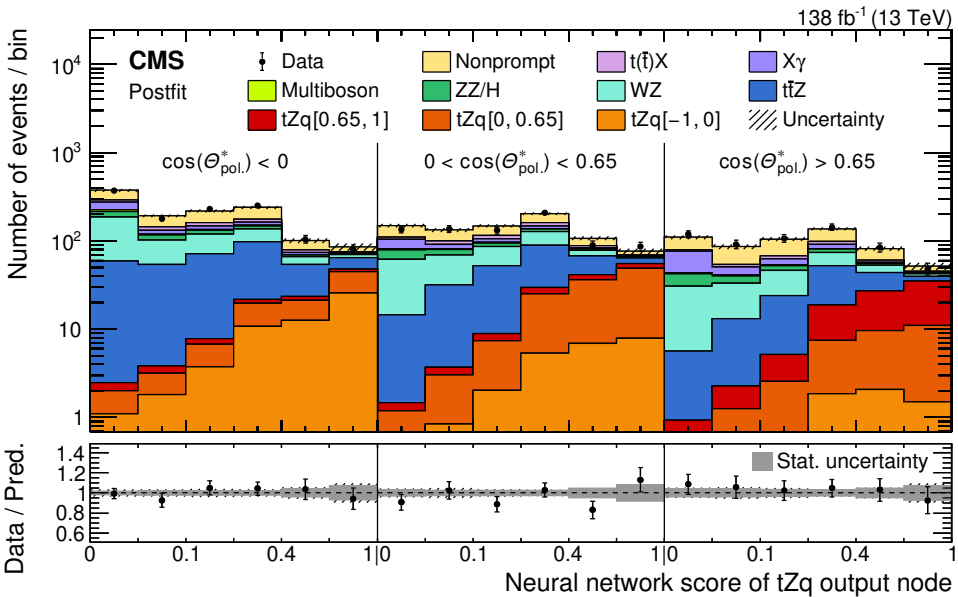 138 fb⁻¹ (13 TeV)
Number of events / bin
10⁴
10³
10²
10
1
CMS
Postfit
Data
Nonprompt
t(t̄)X
Xγ
Multiboson
ZZ/H
WZ
tt̄Z
tZq[0.65, 1]
tZq[0, 0.65]
tZq[−1, 0]
Uncertainty
cos(Θ*pol.) < 0
0 < cos(Θ*pol.) < 0.65
cos(Θ*pol.) > 0.65
Data / Pred.
1.4
1.2
1
0.8
0.6
Stat. uncertainty
0 0.1 0.4 1|0 0.1 0.4 1|0 0.1 0.4 1
Neural network score of tZq output node